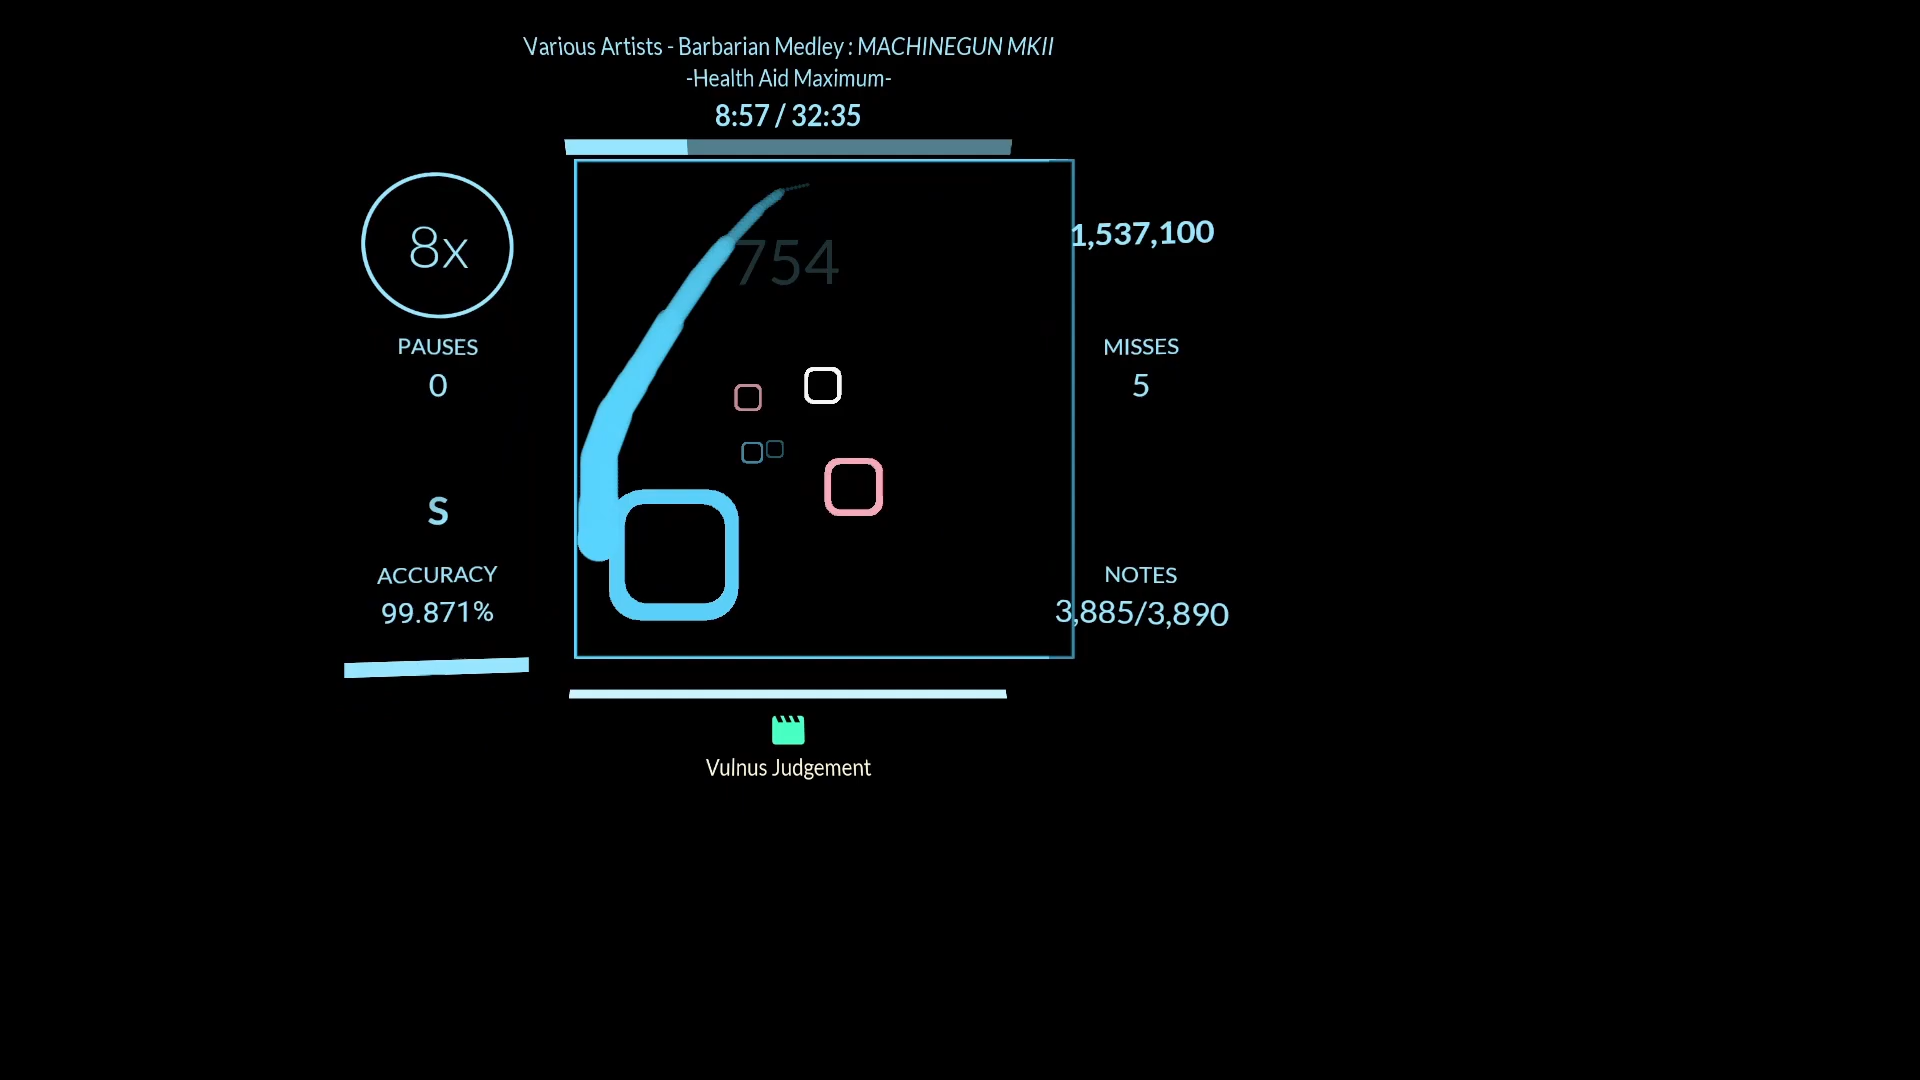 Various Artists - Barbarian Medley : MACHINEGUN MKII
-Health Aid Maximum-
8:57 / 32:35
8x
754
1,537,100
PAUSES
0
MISSES
5
S
ACCURACY
99.871%
NOTES
3,885/3,890
Vulnus Judgement